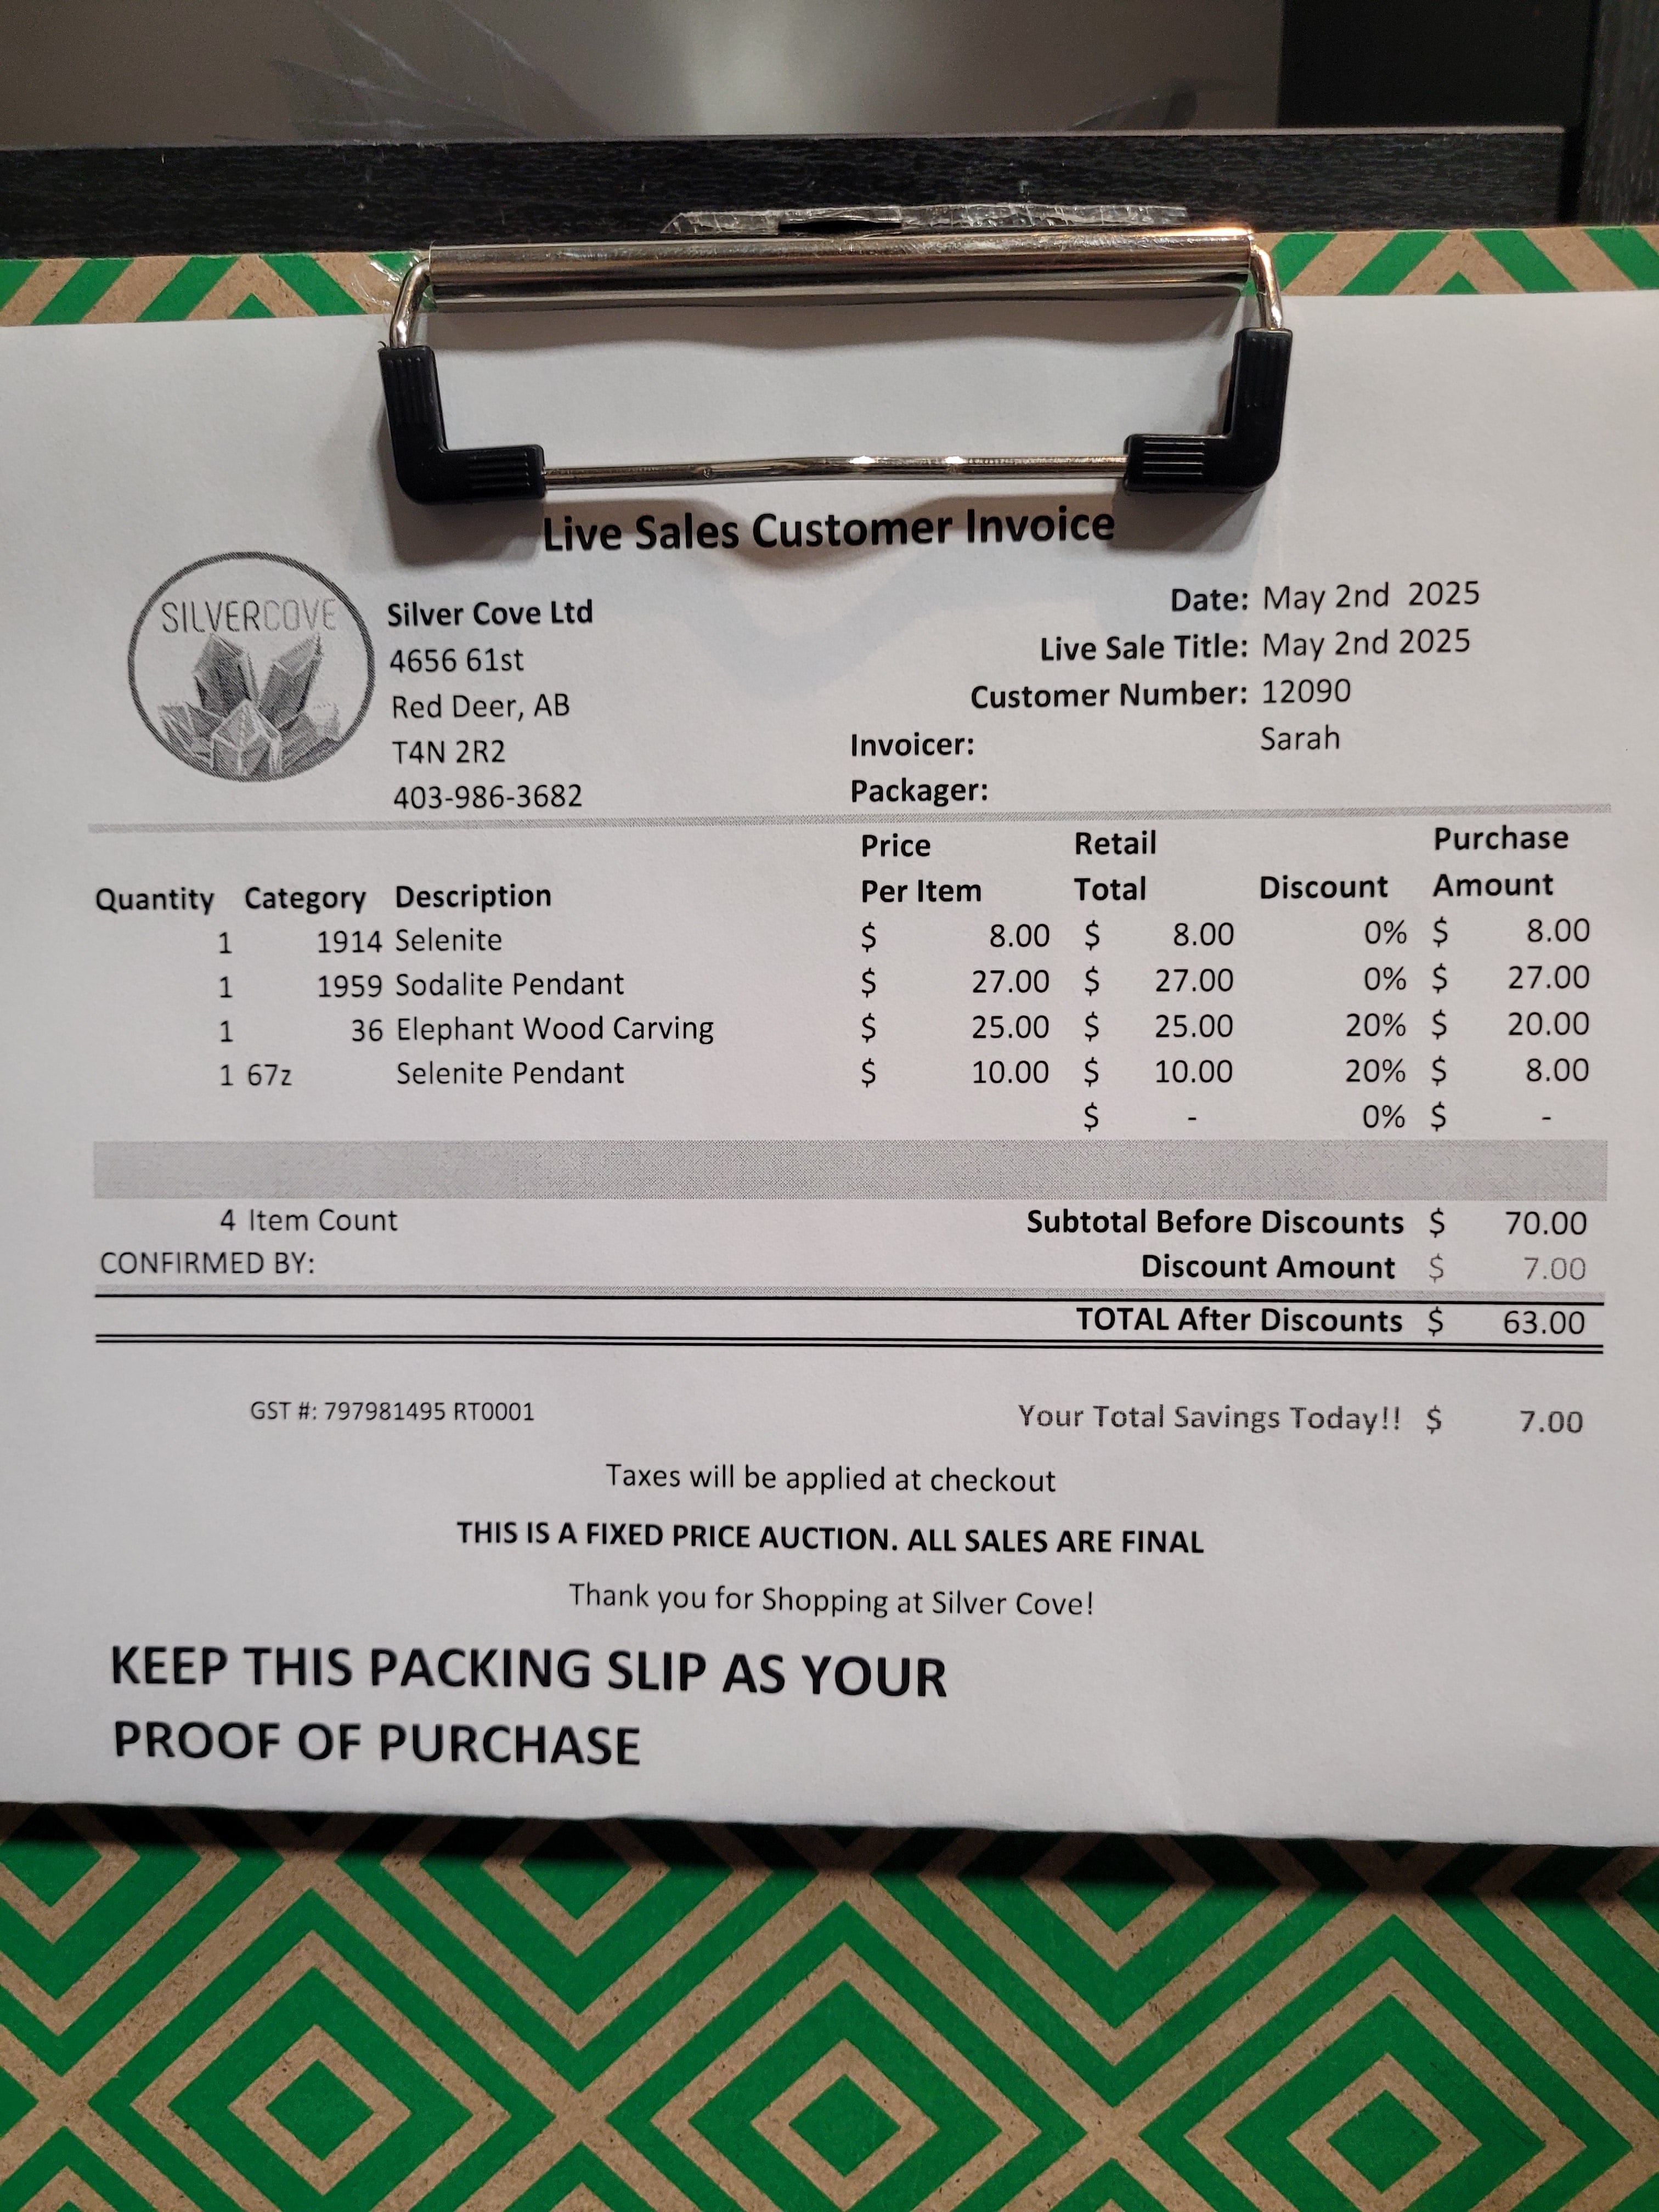 Live Sales Customer Invoice
SILVERCOVE
Silver Cove Ltd
4656 61st
Red Deer, AB
T4N 2R2
403-986-3682
Date: May 2nd 2025
Live Sale Title: May 2nd 2025
Customer Number: 12090
Invoicer: Sarah
Packager:
Quantity Category Description Price Per Item Retail Total Discount Purchase Amount
1 1914 Selenite $ 8.00 $ 8.00 0% $ 8.00
1 1959 Sodalite Pendant $ 27.00 $ 27.00 0% $ 27.00
1 36 Elephant Wood Carving $ 25.00 $ 25.00 20% $ 20.00
1 67z Selenite Pendant $ 10.00 $ 10.00 20% $ 8.00
$ - 0% $ -
4 Item Count Subtotal Before Discounts $ 70.00
CONFIRMED BY: Discount Amount $ 7.00
TOTAL After Discounts $ 63.00
GST #: 797981495 RT0001 Your Total Savings Today!! $ 7.00
Taxes will be applied at checkout
THIS IS A FIXED PRICE AUCTION. ALL SALES ARE FINAL
Thank you for Shopping at Silver Cove!
KEEP THIS PACKING SLIP AS YOUR
PROOF OF PURCHASE